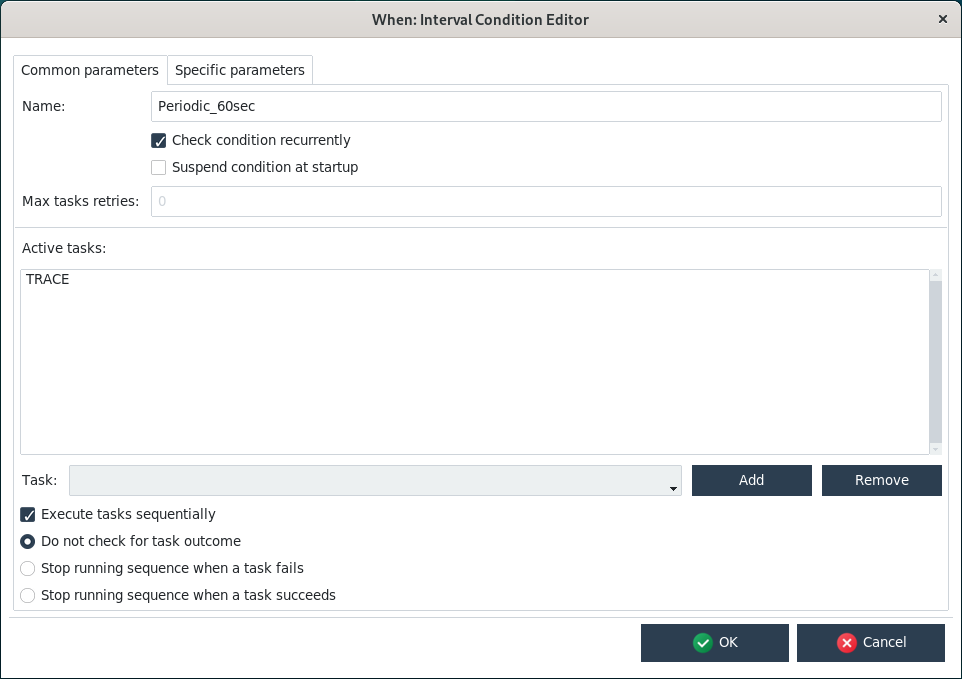 When: Interval Condition Editor
Common parameters Specific parameters
Name: Periodic_60sec
Check condition recurrently
Suspend condition at startup
Max tasks retries: 0
Active tasks:
TRACE
Task: Add Remove
Execute tasks sequentially
Do not check for task outcome
Stop running sequence when a task fails
Stop running sequence when a task succeeds
OK Cancel